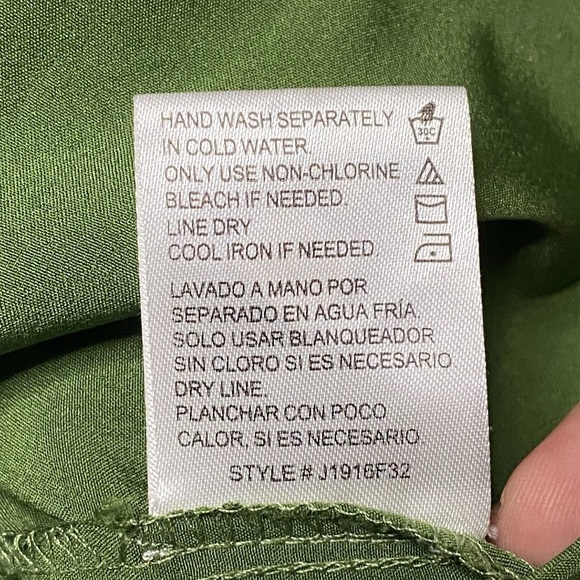 HAND WASH SEPARATELY
IN COLD WATER.
30C
ONLY USE NON-CHLORINE
BLEACH IF NEEDED.
LINE DRY
COOL IRON IF NEEDED.
LAVADO A MANO POR
SEPARADO EN AGUA FRÍA.
SOLO USAR BLANQUEADOR
SIN CLORO SI ES NECESARIO.
DRY LINE.
PLANCHAR CON POCO
CALOR, SI ES NECESARIO.
STYLE # J1916F32